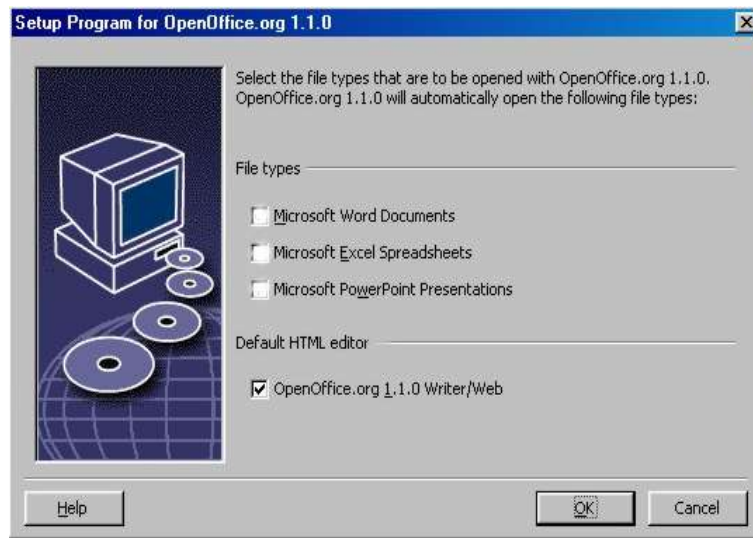 Setup Program for OpenOffice.org 1.1.0
Select the file types that are to be opened with OpenOffice.org 1.1.0.
OpenOffice.org 1.1.0 will automatically open the following file types:
File types
Microsoft Word Documents
Microsoft Excel Spreadsheets
Microsoft PowerPoint Presentations
Default HTML editor
OpenOffice.org 1.1.0 Writer/Web
Help
OK
Cancel